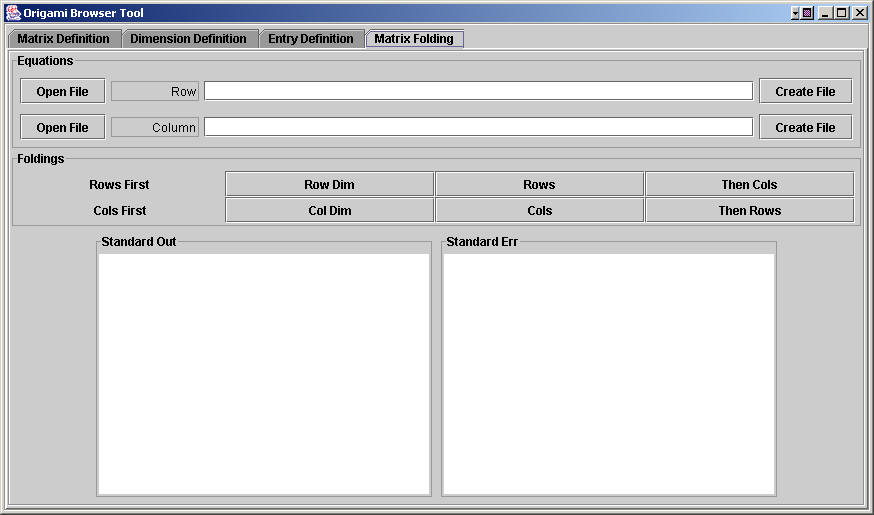 Origami Browser Tool
Matrix Definition Dimension Definition Entry Definition Matrix Folding
Equations
Open File Row Create File
Open File Column Create File
Foldings
Rows First Row Dim Rows Then Cols
Cols First Col Dim Cols Then Rows
Standard Out Standard Err